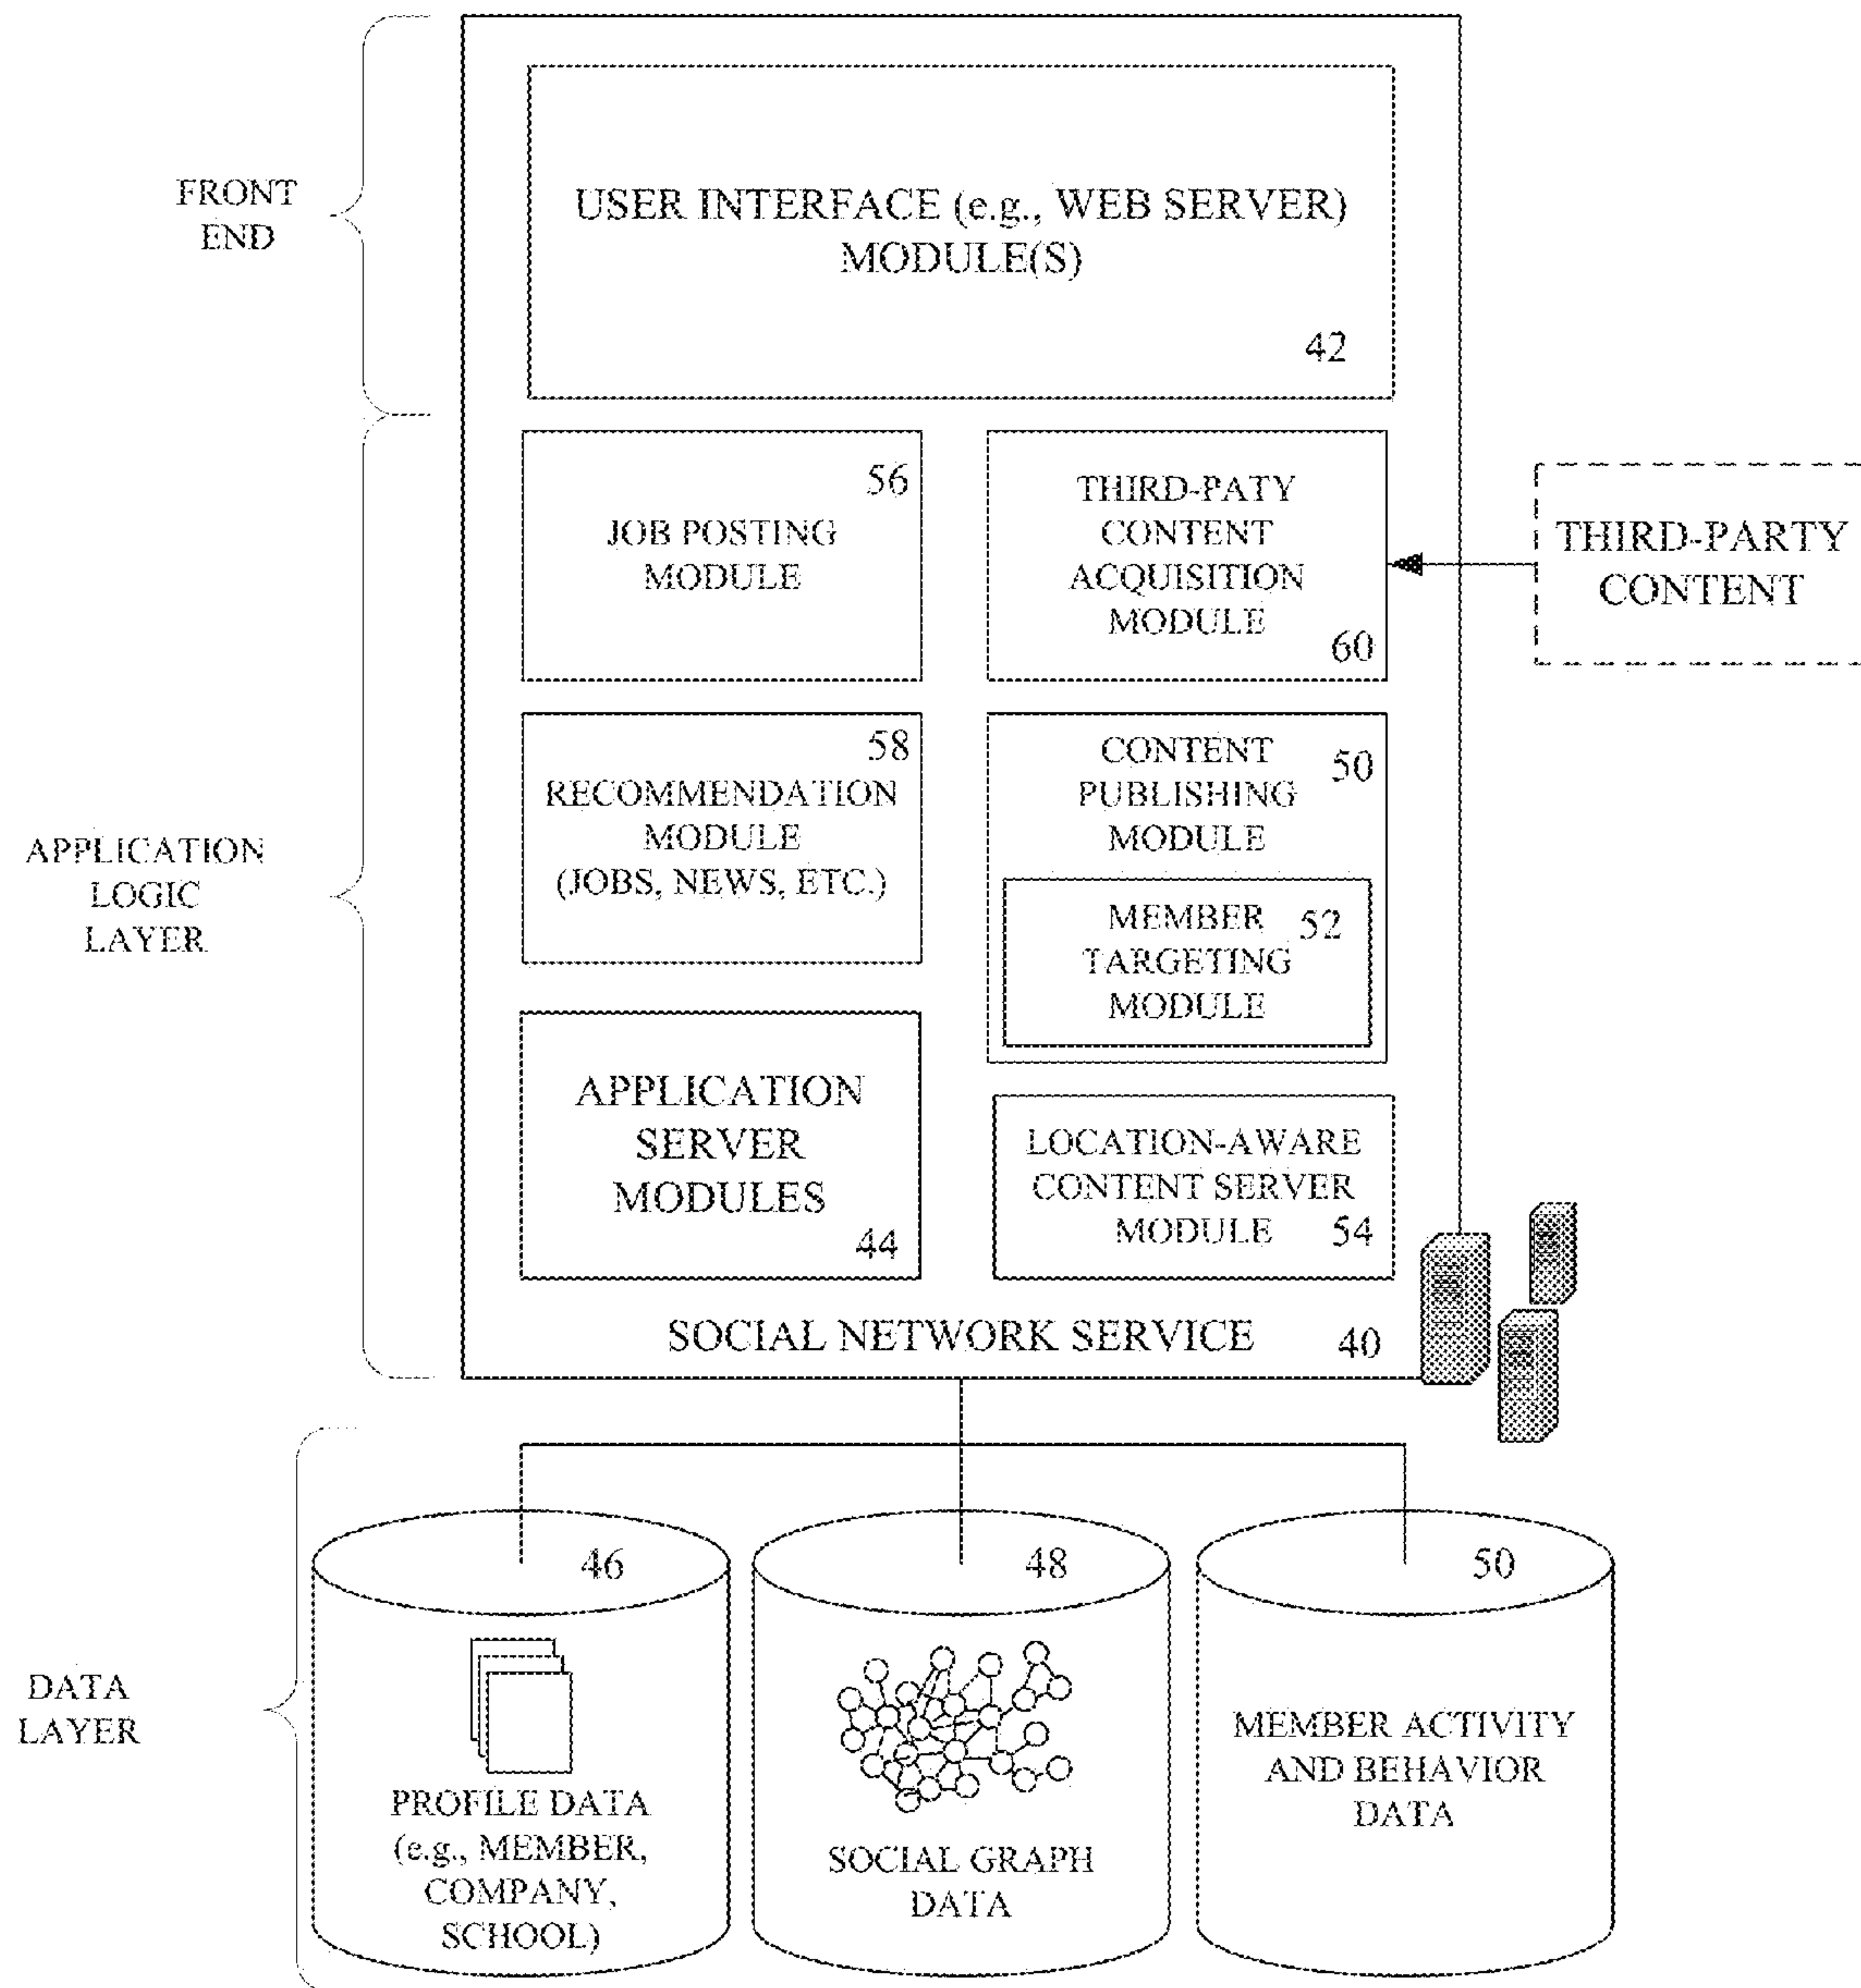 FRONT
END
USER INTERFACE (e.g., WEB SERVER)
MODULE(S)
42
APPLICATION
LOGIC
LAYER
56
JOB POSTING
MODULE
THIRD-PATY
CONTENT
ACQUISITION
MODULE
60
THIRD-PARTY
CONTENT
58
RECOMMENDATION
MODULE
(JOBS, NEWS, ETC.)
CONTENT
PUBLISHING
MODULE
50
MEMBER
TARGETING
MODULE
52
APPLICATION
SERVER
MODULES
44
LOCATION-AWARE
CONTENT SERVER
MODULE
54
SOCIAL NETWORK SERVICE
40
DATA
LAYER
46
PROFILE DATA
(e.g., MEMBER,
COMPANY,
SCHOOL)
48
SOCIAL GRAPH
DATA
50
MEMBER ACTIVITY
AND BEHAVIOR
DATA